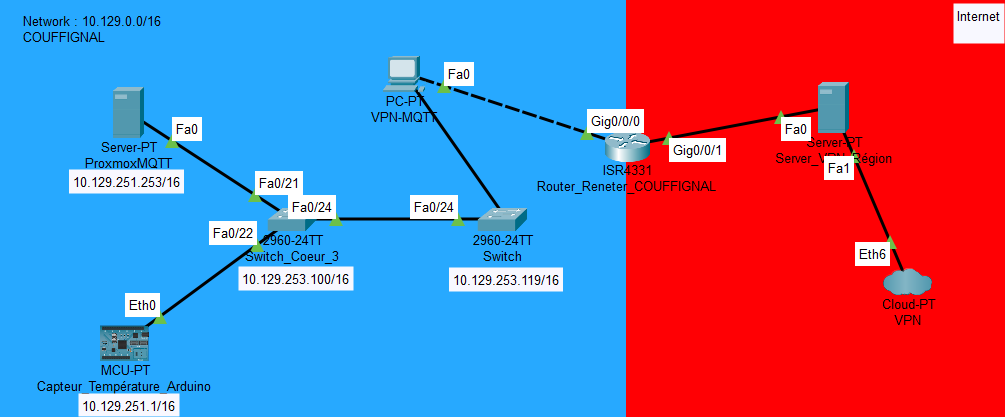 Network : 10.129.0.0/16
COUFFIGNAL
Internet
Fa0
PC-PT
VPN-MQTT
Fa0
Server-PT
ProxmoxMQTT
10.129.251.253/16
Gig0/0/0
Gig0/0/1
ISR4331
Router_Reneter_COUFFIGNAL
Fa0
Server-PT
Server_VPN_Région
Fa1
Fa0/21
Fa0/24
Fa0/24
Fa0/22
2960-24TT
Switch_Coeur_3
10.129.253.100/16
2960-24TT
Switch
10.129.253.119/16
Eth6
Cloud-PT
VPN
Eth0
MCU-PT
Capteur_Température_Arduino
10.129.251.1/16